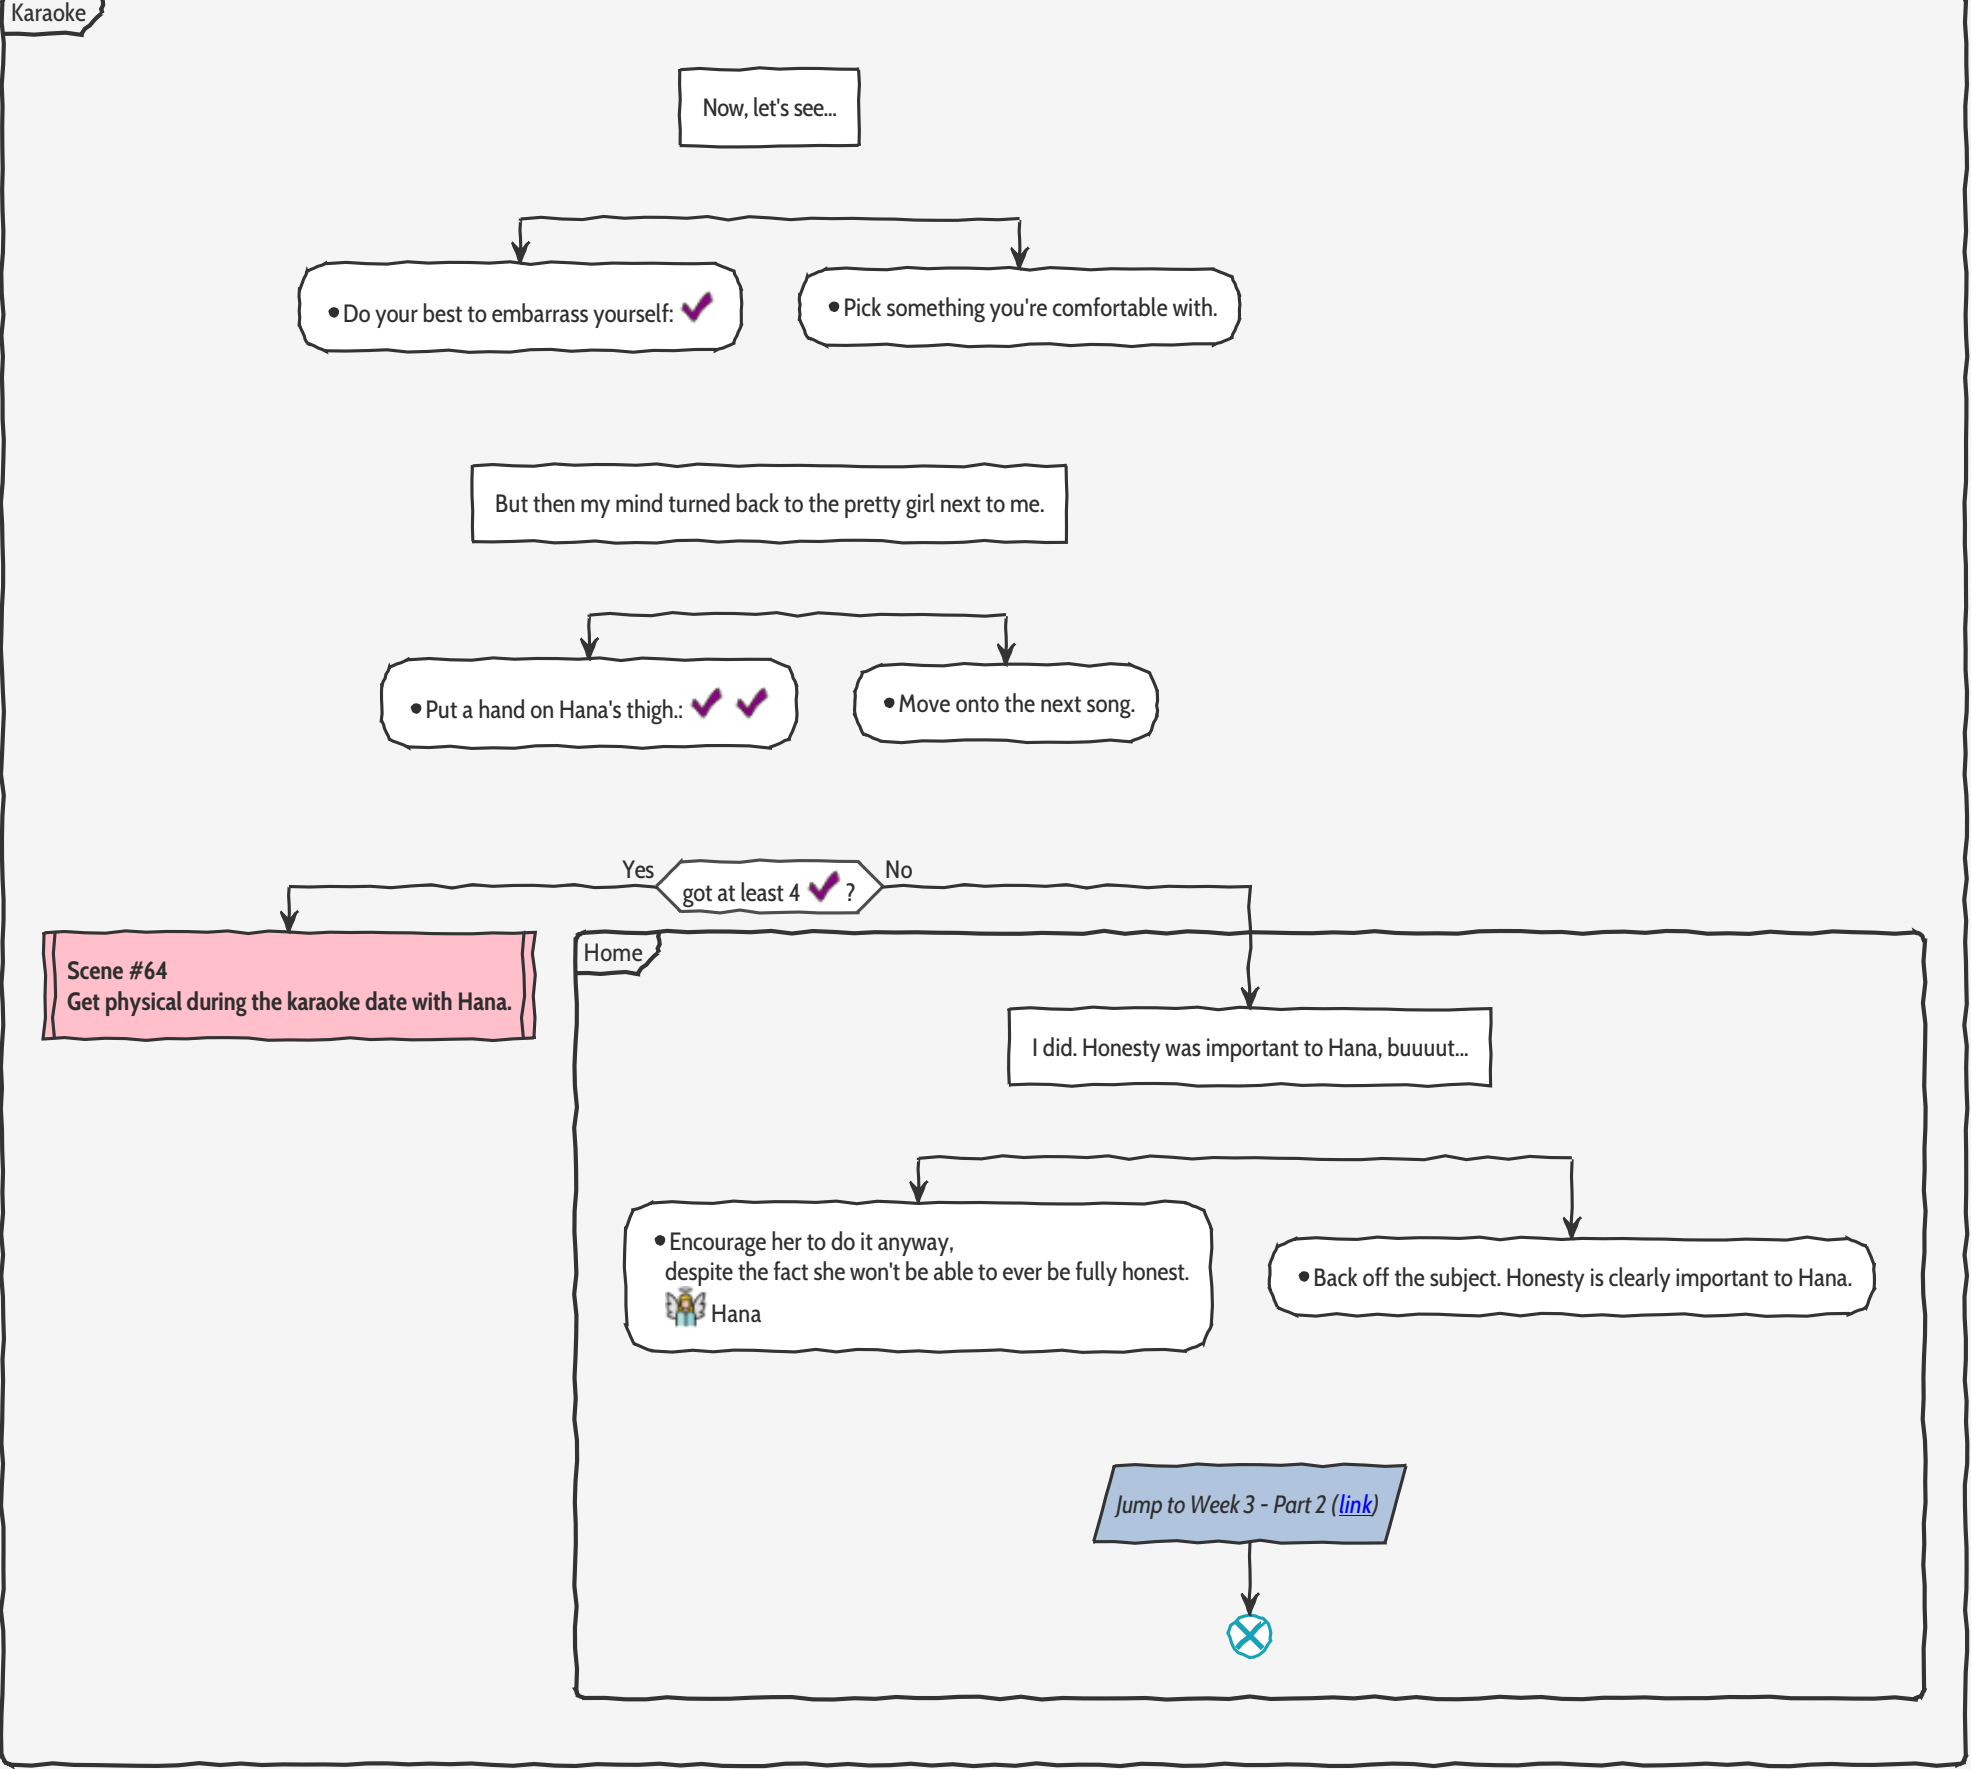 Karaoke
Now, let's see...
Do your best to embarrass yourself:
Pick something you're comfortable with.
But then my mind turned back to the pretty girl next to me.
Put a hand on Hana's thigh.:
Move onto the next song.
Yes
got at least 4 ?
No
Scene #64
Get physical during the karaoke date with Hana.
Home
I did. Honesty was important to Hana, buuuut...
Encourage her to do it anyway,
despite the fact she won't be able to ever be fully honest.
Hana
Back off the subject. Honesty is clearly important to Hana.
Jump to Week 3 - Part 2 (link)